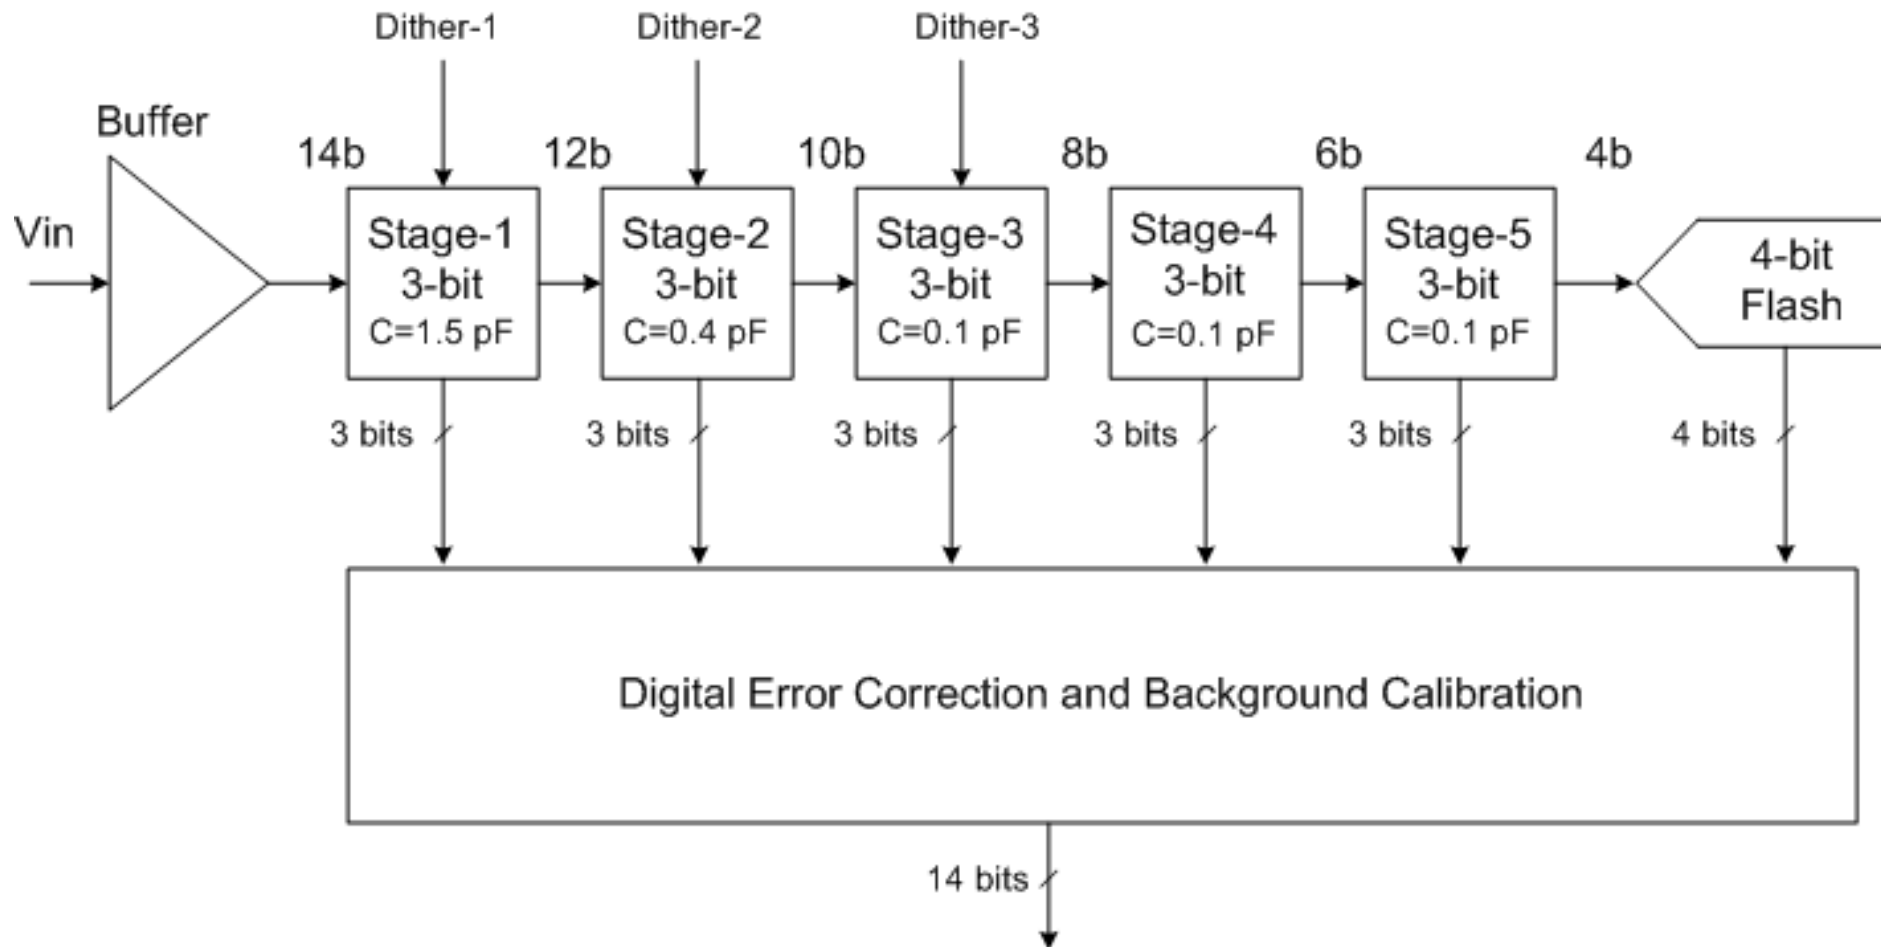 Dither-1
Dither-2
Dither-3
Buffer
14b
12b
10b
8b
6b
4b
Vin
Stage-1
3-bit
C=1.5 pF
Stage-2
3-bit
C=0.4 pF
Stage-3
3-bit
C=0.1 pF
Stage-4
3-bit
C=0.1 pF
Stage-5
3-bit
C=0.1 pF
4-bit
Flash
3 bits
3 bits
3 bits
3 bits
3 bits
4 bits
Digital Error Correction and Background Calibration
14 bits